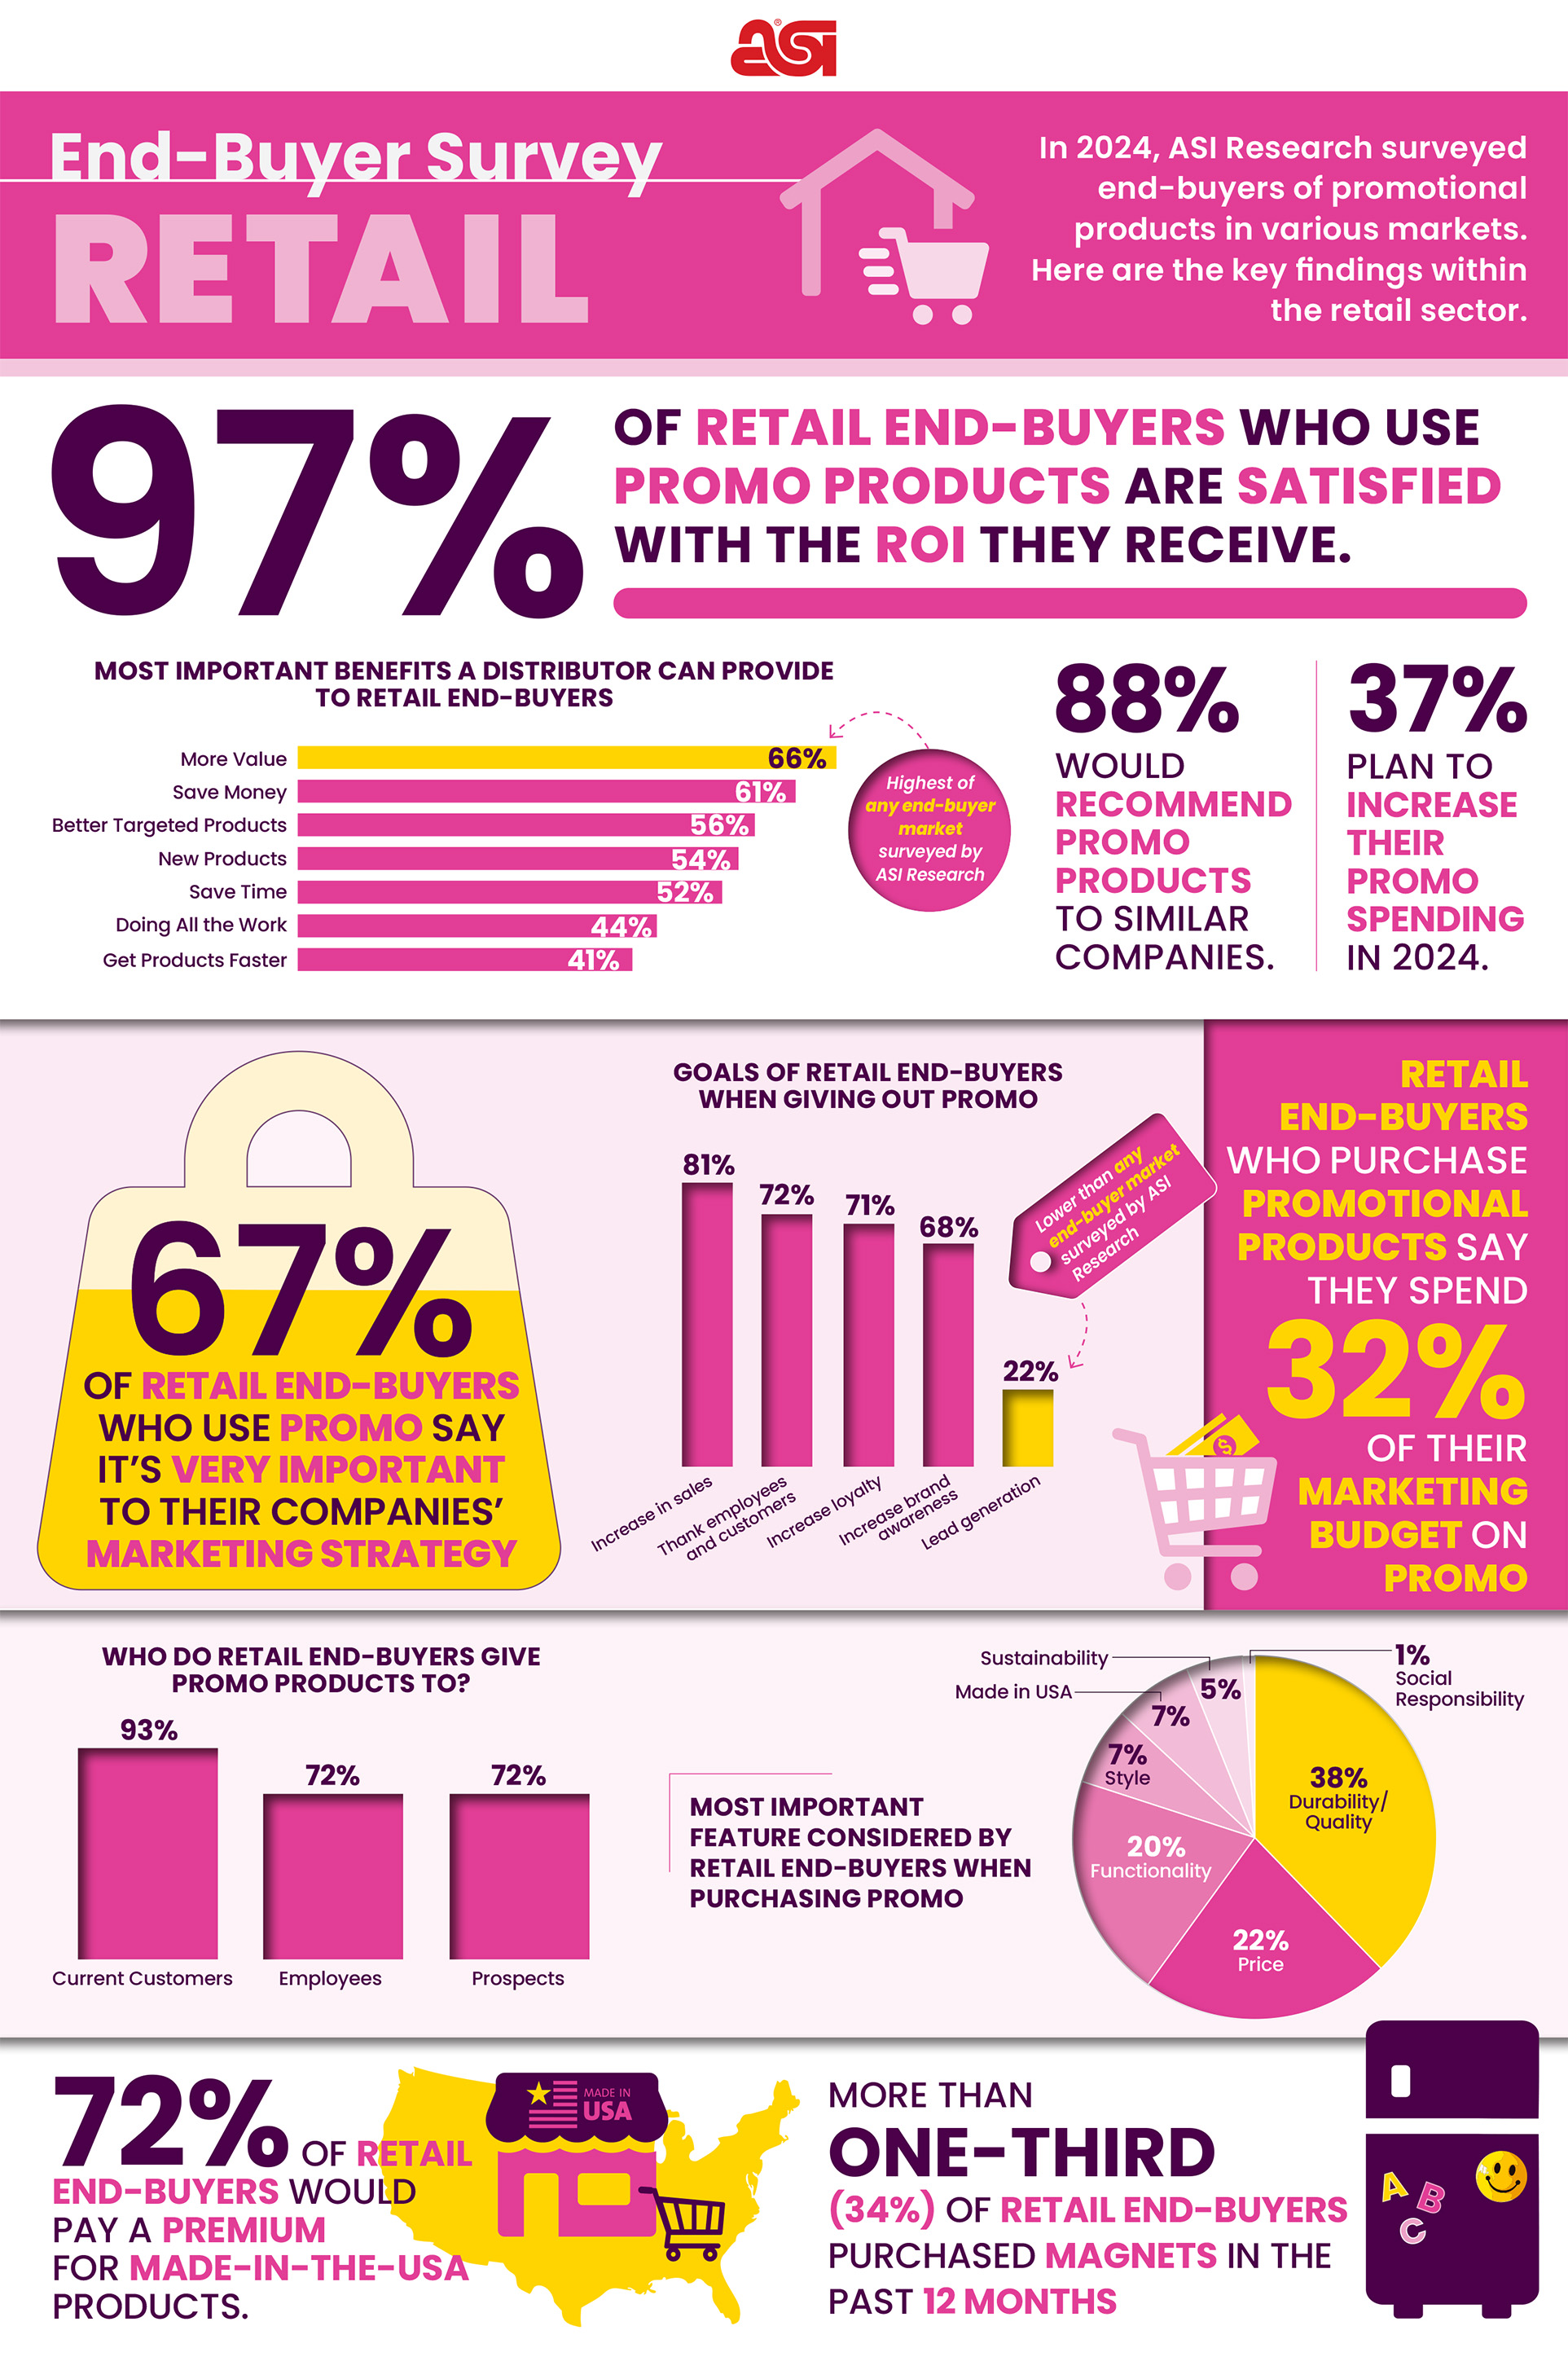 ASI®
End-Buyer Survey
RETAIL
In 2024, ASI Research surveyed
end-buyers of promotional
products in various markets.
Here are the key findings within
the retail sector.
97%
OF RETAIL END-BUYERS WHO USE
PROMO PRODUCTS ARE SATISFIED
WITH THE ROI THEY RECEIVE.
MOST IMPORTANT BENEFITS A DISTRIBUTOR CAN PROVIDE
TO RETAIL END-BUYERS
More Value 66%
Save Money 61%
Better Targeted Products 56%
New Products 54%
Save Time 52%
Doing All the Work 44%
Get Products Faster 41%
Highest of
any end-buyer
market
surveyed by
ASI Research
88%
WOULD
RECOMMEND
PROMO
PRODUCTS
TO SIMILAR
COMPANIES.
37%
PLAN TO
INCREASE
THEIR
PROMO
SPENDING
IN 2024.
67%
OF RETAIL END-BUYERS
WHO USE PROMO SAY
IT'S VERY IMPORTANT
TO THEIR COMPANIES'
MARKETING STRATEGY
GOALS OF RETAIL END-BUYERS
WHEN GIVING OUT PROMO
81%
72%
71%
68%
22%
Increase in sales
Thank employees
and customers
Increase loyalty
Increase brand
awareness
Lead generation
Lower than any
end-buyer market
surveyed by ASI
Research
RETAIL
END-BUYERS
WHO PURCHASE
PROMOTIONAL
PRODUCTS SAY
THEY SPEND
32%
OF THEIR
MARKETING
BUDGET ON
PROMO
$
WHO DO RETAIL END-BUYERS GIVE
PROMO PRODUCTS TO?
93%
72%
72%
Current Customers
Employees
Prospects
MOST IMPORTANT
FEATURE CONSIDERED BY
RETAIL END-BUYERS WHEN
PURCHASING PROMO
Sustainability
5%
Made in USA
7%
7%
Style
20%
Functionality
22%
Price
38%
Durability/
Quality
1%
Social
Responsibility
72% OF RETAIL
END-BUYERS WOULD
PAY A PREMIUM
FOR MADE-IN-THE-USA
PRODUCTS.
MADE IN
USA
MORE THAN
ONE-THIRD
(34%) OF RETAIL END-BUYERS
PURCHASED MAGNETS IN THE
PAST 12 MONTHS
A
B
C